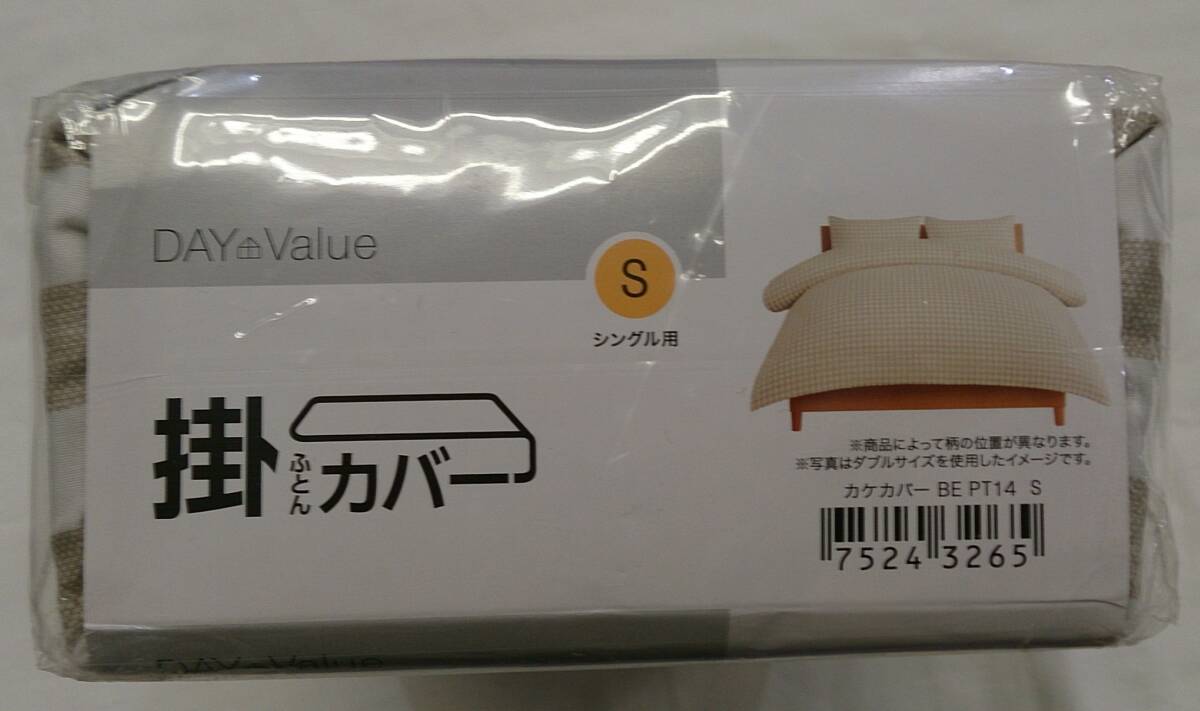 DAY Value
S
シングル用
掛ふとんカバー
※商品によって柄の位置が異なります。
※写真はダブルサイズを使用したイメージです。
カケカバー BE PT14 S
7524 3265
DAY Value